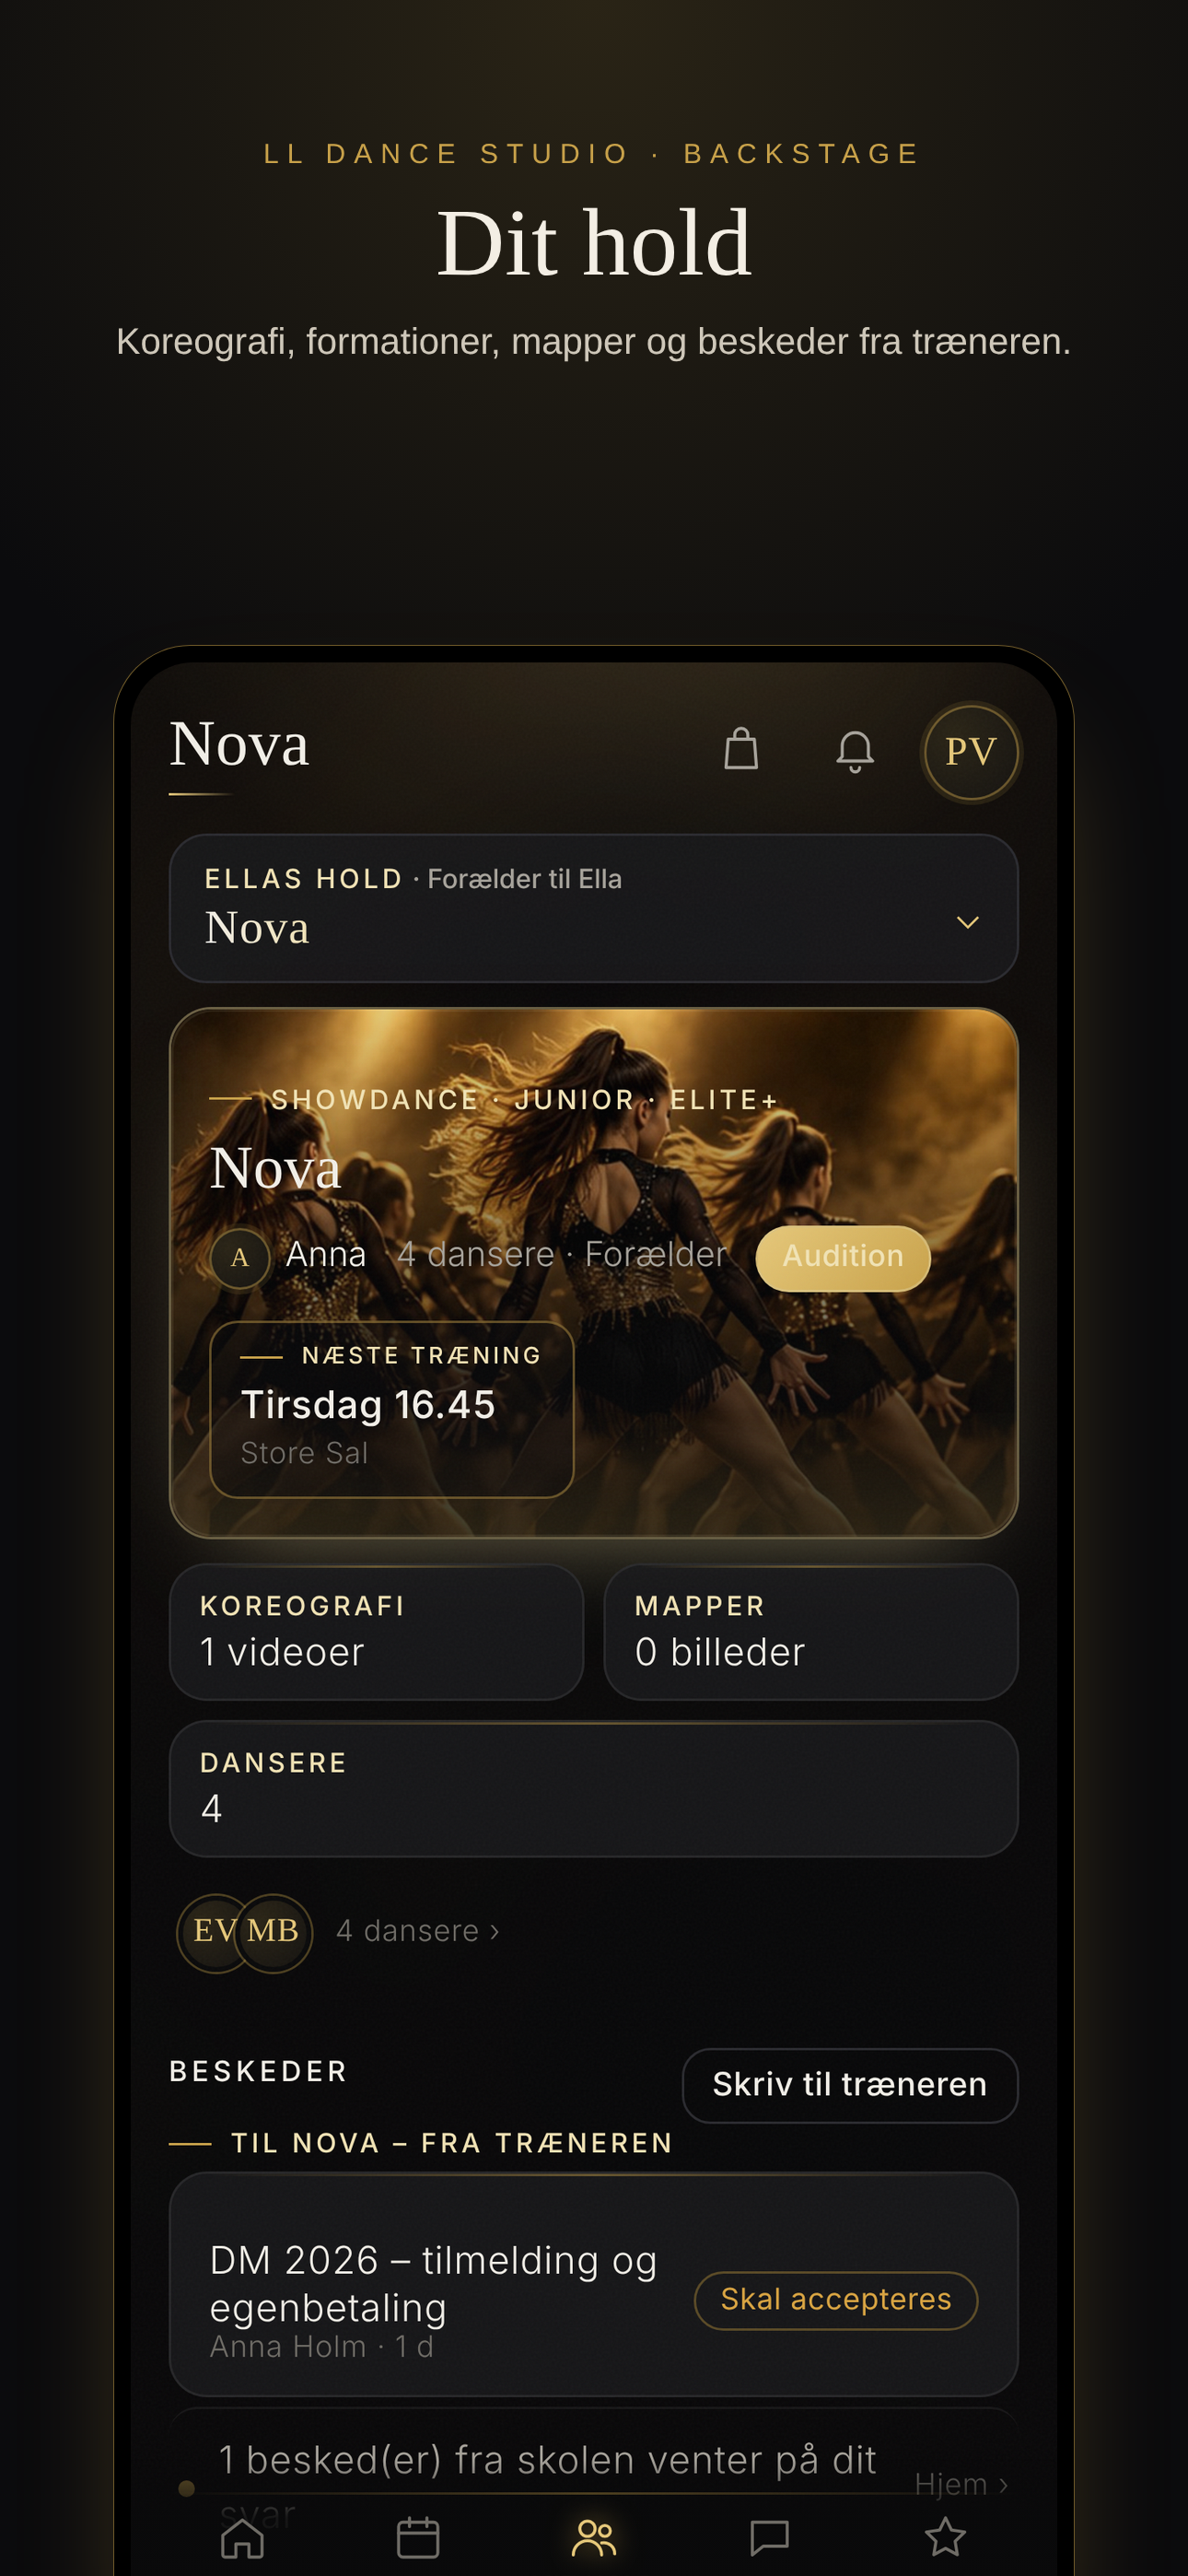 LL DANCE STUDIO · BACKSTAGE
Dit hold
Koreografi, formationer, mapper og beskeder fra træneren.
Nova
PV
ELLAS HOLD · Forælder til Ella
Nova
SHOWDANCE · JUNIOR · ELITE+
Nova
A Anna · 4 dansere · Forælder Audition
NÆSTE TRÆNING
Tirsdag 16.45
Store Sal
KOREOGRAFI
1 videoer
MAPPER
0 billeder
DANSERE
4
EV MB 4 dansere ›
BESKEDER
Skriv til træneren
TIL NOVA – FRA TRÆNEREN
DM 2026 – tilmelding og
egenbetaling
Skal accepteres
Anna Holm · 1 d
1 besked(er) fra skolen venter på dit
svar
Hjem ›